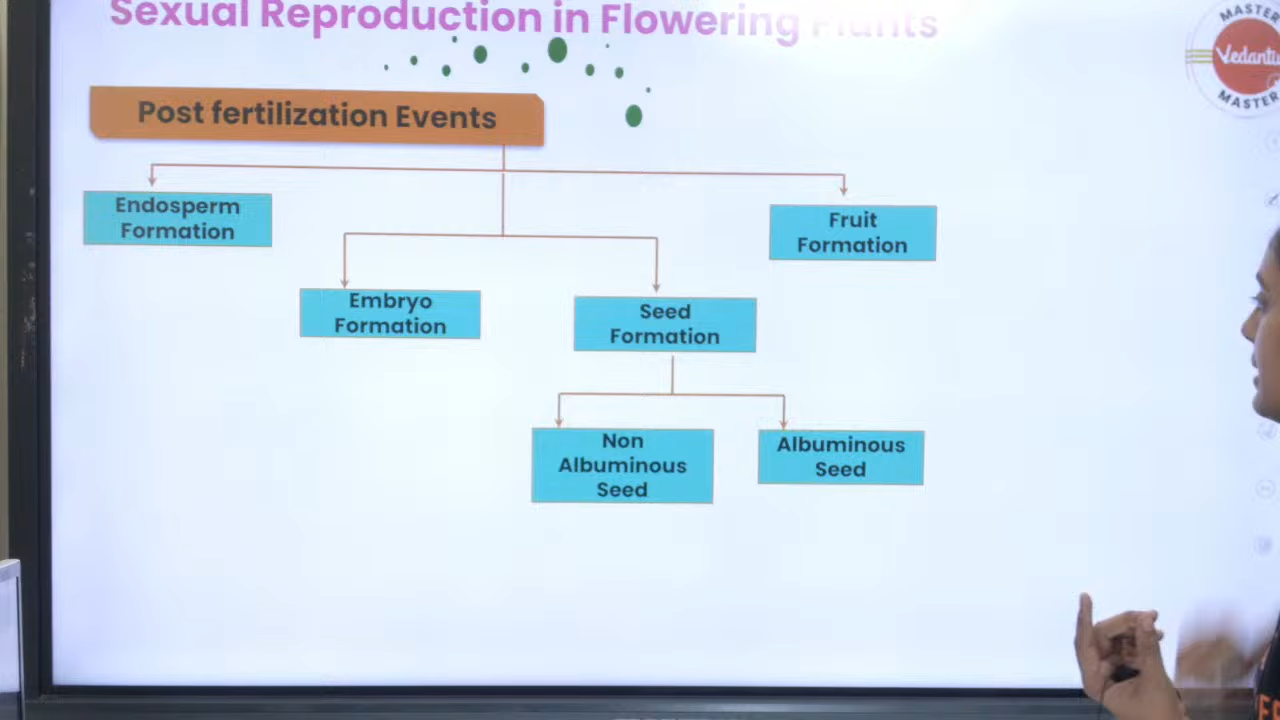 Sexual Reproduction in Flowering Plants
MASTER
Vedantu
MASTER
Post fertilization Events
Endosperm
Formation
Fruit
Formation
Embryo
Formation
Seed
Formation
Non
Albuminous
Seed
Albuminous
Seed